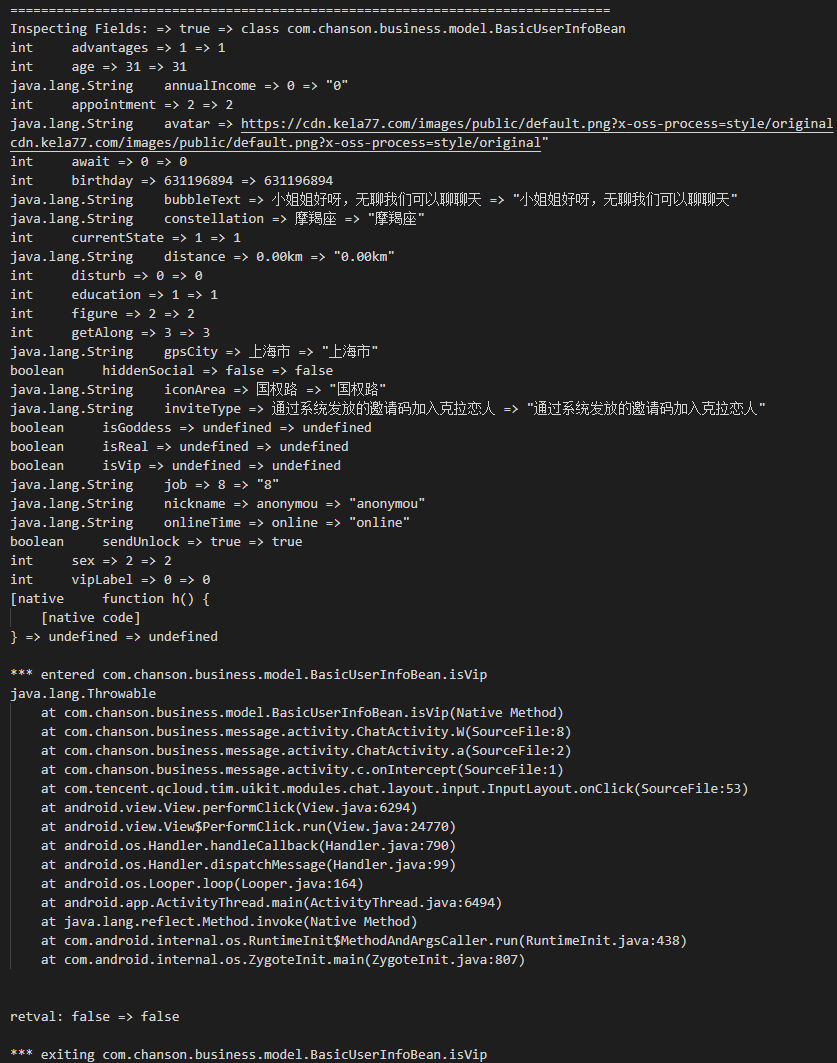 ==============================================================================
Inspecting Fields: => true => class com.chanson.business.model.BasicUserInfoBean
int     advantages => 1 => 1
int     age => 31 => 31
java.lang.String    annualIncome => 0 => "0"
int     appointment => 2 => 2
java.lang.String    avatar => https://cdn.kela77.com/images/public/default.png?x-oss-process=style/original
cdn.kela77.com/images/public/default.png?x-oss-process=style/original"
int     await => 0 => 0
int     birthday => 631196894 => 631196894
java.lang.String    bubbleText => 小姐姐好呀，无聊我们可以聊聊天 => "小姐姐好呀，无聊我们可以聊聊天"
java.lang.String    constellation => 摩羯座 => "摩羯座"
int     currentState => 1 => 1
java.lang.String    distance => 0.00km => "0.00km"
int     disturb => 0 => 0
int     education => 1 => 1
int     figure => 2 => 2
int     getAlong => 3 => 3
java.lang.String    gpsCity => 上海市 => "上海市"
boolean     hiddenSocial => false => false
java.lang.String    iconArea => 国权路 => "国权路"
java.lang.String    inviteType => 通过系统发放的邀请码加入克拉恋人 => "通过系统发放的邀请码加入克拉恋人"
boolean     isGoddess => undefined => undefined
boolean     isReal => undefined => undefined
boolean     isVip => undefined => undefined
java.lang.String    job => 8 => "8"
java.lang.String    nickname => anonymou => "anonymou"
java.lang.String    onlineTime => online => "online"
boolean     sendUnlock => true => true
int     sex => 2 => 2
int     vipLabel => 0 => 0
[native     function h() {
    [native code]
} => undefined => undefined

*** entered com.chanson.business.model.BasicUserInfoBean.isVip
java.lang.Throwable
    at com.chanson.business.model.BasicUserInfoBean.isVip(Native Method)
    at com.chanson.business.message.activity.ChatActivity.W(SourceFile:8)
    at com.chanson.business.message.activity.ChatActivity.a(SourceFile:2)
    at com.chanson.business.message.activity.c.onIntercept(SourceFile:1)
    at com.tencent.qcloud.tim.uikit.modules.chat.layout.input.InputLayout.onClick(SourceFile:53)
    at android.view.View.performClick(View.java:6294)
    at android.view.View$PerformClick.run(View.java:24770)
    at android.os.Handler.handleCallback(Handler.java:790)
    at android.os.Handler.dispatchMessage(Handler.java:99)
    at android.os.Looper.loop(Looper.java:164)
    at android.app.ActivityThread.main(ActivityThread.java:6494)
    at java.lang.reflect.Method.invoke(Native Method)
    at com.android.internal.os.RuntimeInit$MethodAndArgsCaller.run(RuntimeInit.java:438)
    at com.android.internal.os.ZygoteInit.main(ZygoteInit.java:807)

retval: false => false

*** exiting com.chanson.business.model.BasicUserInfoBean.isVip